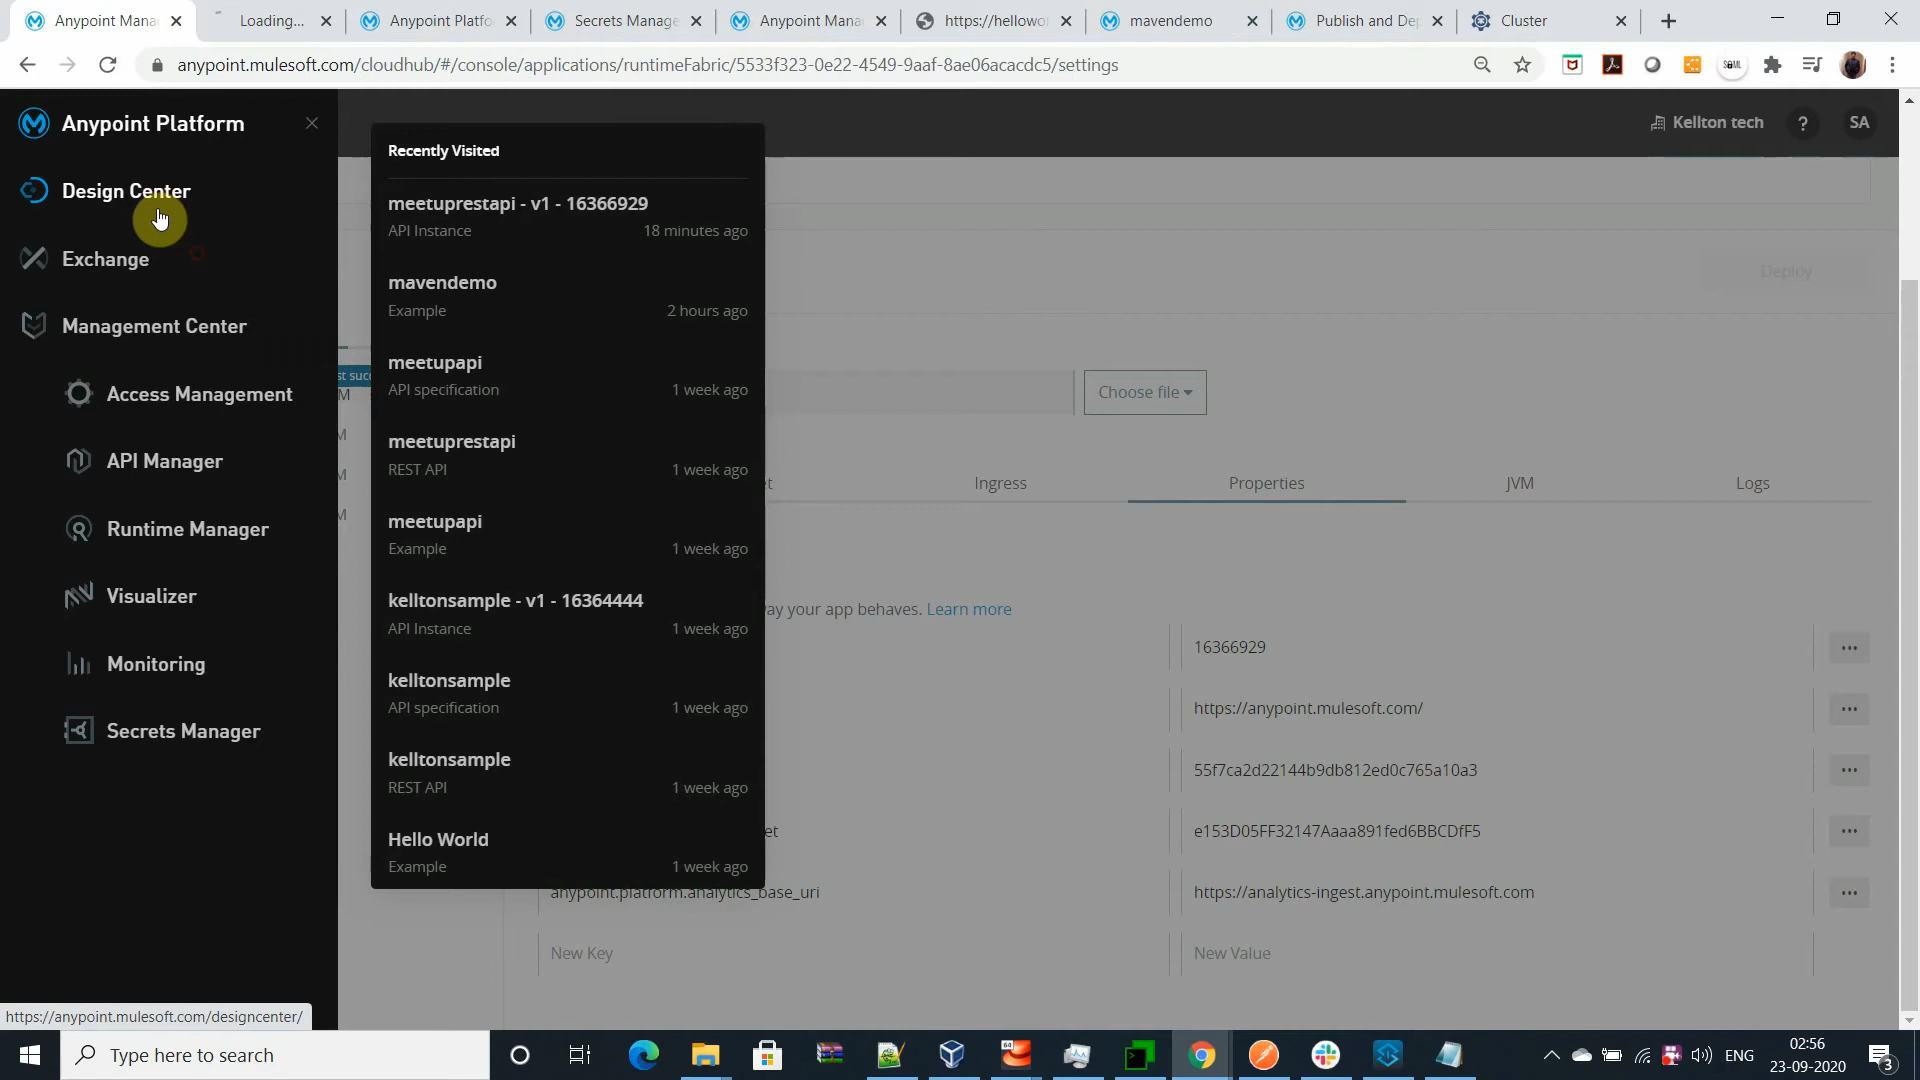 Anypoint Mana
Loading...
Anypoint Platfo
Secrets Manage
Anypoint Mana
https://hellowo
mavendemo
Publish and De
Cluster
anypoint.mulesoft.com/cloudhub/#/console/applications/runtimeFabric/5533f323-0e22-4549-9aaf-8ae06acacdc5/settings
Anypoint Platform
Kellton tech
?
SA
Design Center
Exchange
Management Center
Access Management
API Manager
Runtime Manager
Visualizer
Monitoring
Secrets Manager
Recently Visited
meetuprestapi - v1 - 16366929
API Instance 18 minutes ago
mavendemo
Example 2 hours ago
meetupapi
API specification 1 week ago
meetuprestapi
REST API 1 week ago
meetupapi
Example 1 week ago
kelltonsample - v1 - 16364444
API Instance 1 week ago
kelltonsample
API specification 1 week ago
kelltonsample
REST API 1 week ago
Hello World
Example 1 week ago
Deploy
st suc
M
M
M
M
Choose file
et Ingress Properties JVM Logs
ay your app behaves. Learn more
16366929
https://anypoint.mulesoft.com/
55f7ca2d22144b9db812ed0c765a10a3
et e153D05FF32147Aaaa891fed6BBCDfF5
anypoint.platform.analytics_base_uri https://analytics-ingest.anypoint.mulesoft.com
New Key New Value
https://anypoint.mulesoft.com/designcenter/
Type here to search
64
ENG
02:56
23-09-2020
3